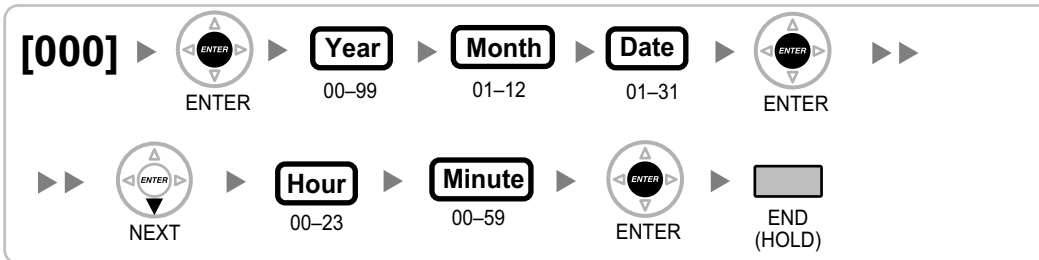 [000] ENTER Year Month Date ENTER
ENTER 00–99 01–12 01–31 ENTER
ENTER Hour Minute ENTER
NEXT 00–23 00–59 ENTER END
(HOLD)